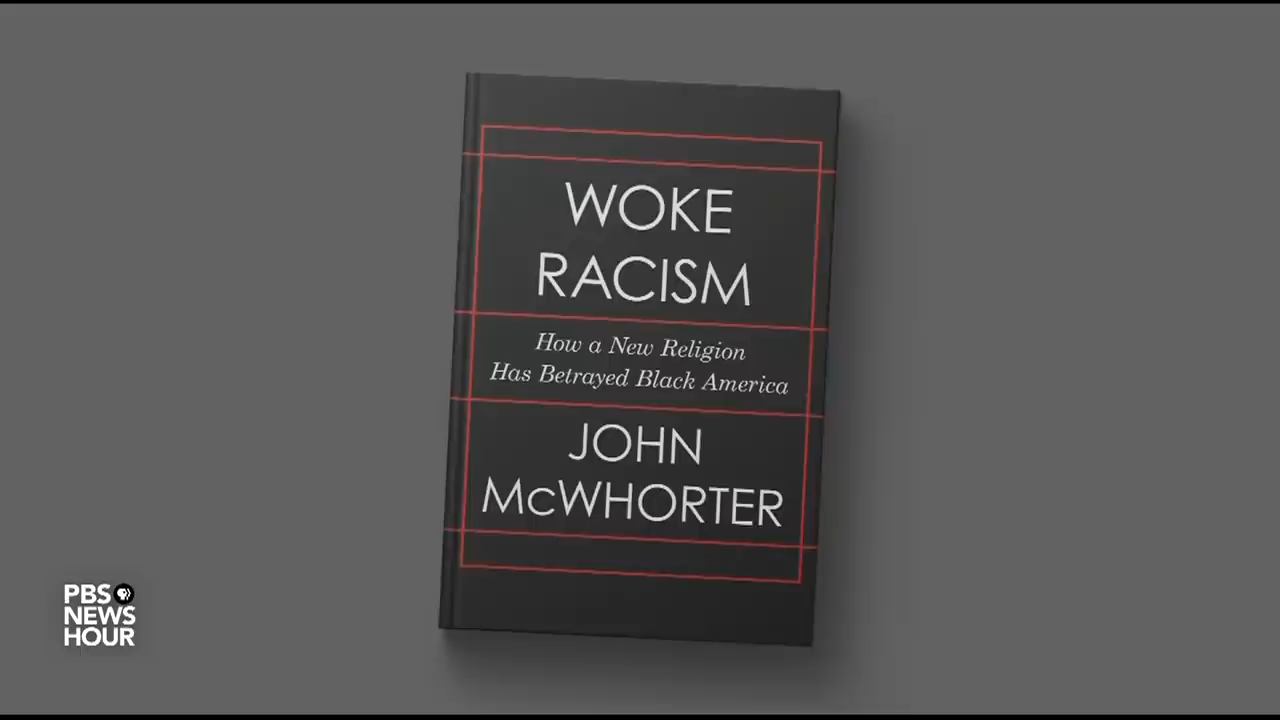 WOKE
RACISM
How a New Religion
Has Betrayed Black America
JOHN
McWHORTER
PBS
NEWS
HOUR